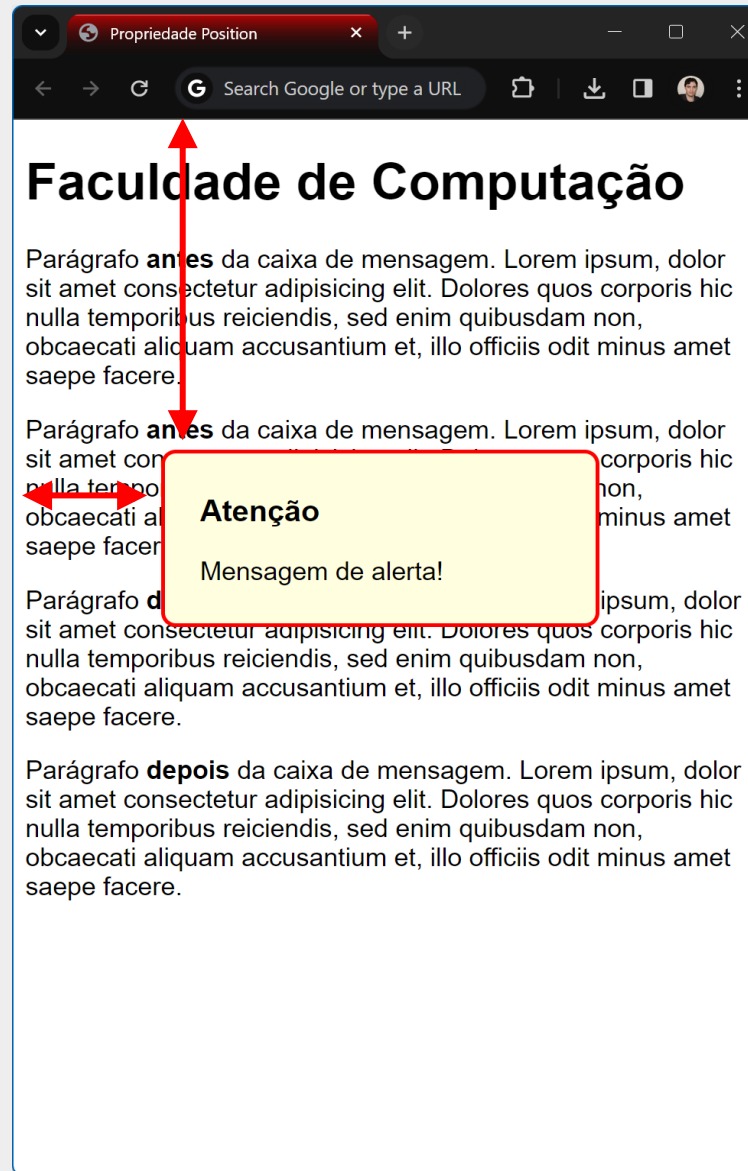 Propriedade Position
Search Google or type a URL
Faculdade de Computação
Parágrafo antes da caixa de mensagem. Lorem ipsum, dolor
sit amet consectetur adipisicing elit. Dolores quos corporis hic
nulla temporibus reiciendis, sed enim quibusdam non,
obcaecati aliquam accusantium et, illo officiis odit minus amet
saepe facere.
Parágrafo antes da caixa de mensagem. Lorem ipsum, dolor
sit amet corporis hic
nulla non,
obcaecati minus amet
saepe
Atenção
Mensagem de alerta!
Parágrafo ipsum, dolor
sit amet consectetur adipisicing elit. Dolores quos corporis hic
nulla temporibus reiciendis, sed enim quibusdam non,
obcaecati aliquam accusantium et, illo officiis odit minus amet
saepe facere.
Parágrafo depois da caixa de mensagem. Lorem ipsum, dolor
sit amet consectetur adipisicing elit. Dolores quos corporis hic
nulla temporibus reiciendis, sed enim quibusdam non,
obcaecati aliquam accusantium et, illo officiis odit minus amet
saepe facere.